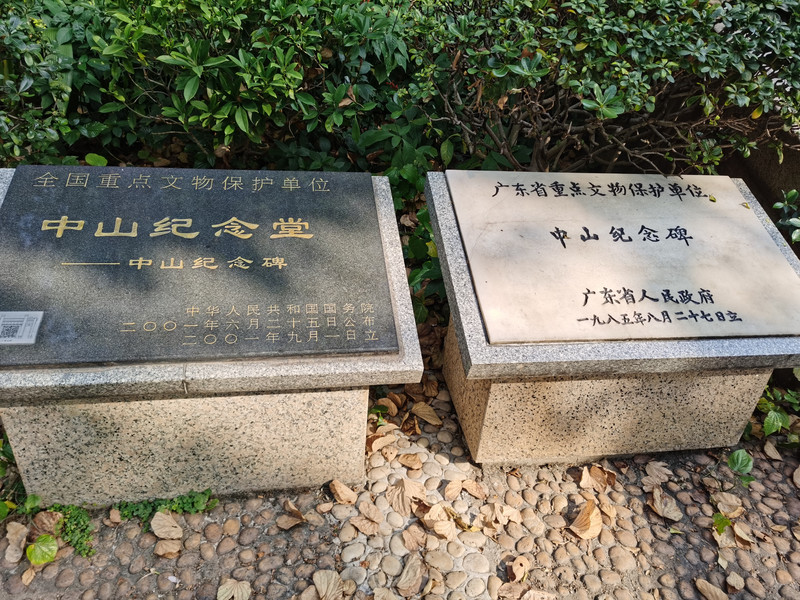 全国重点文物保护单位
中山纪念堂
——中山纪念碑
中华人民共和国国务院
二〇〇一年六月二十五日公布
二〇〇一年九月一日立
广东省重点文物保护单位
中山纪念碑
广东省人民政府
一九八五年八月二十七日立